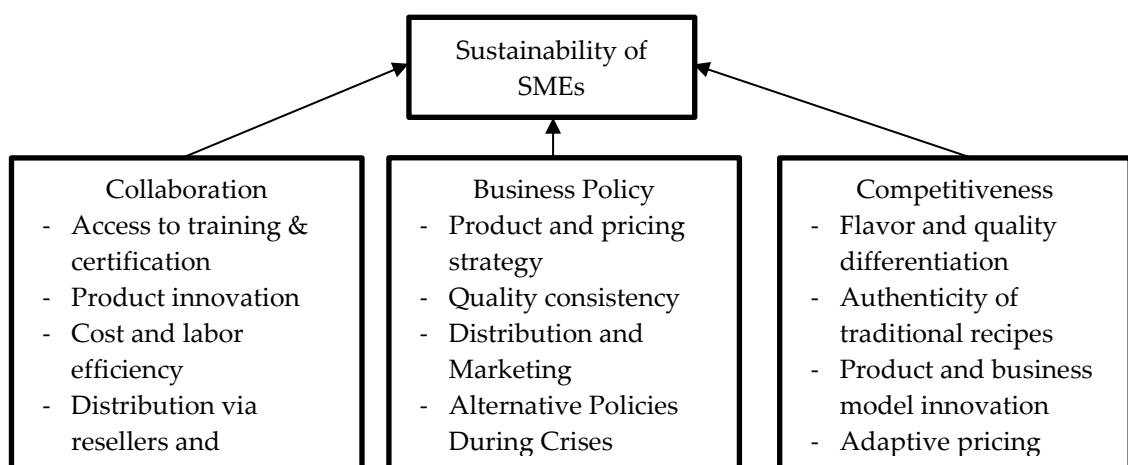 Sustainability of
SMEs
Collaboration
- Access to training &
certification
- Product innovation
- Cost and labor
efficiency
- Distribution via
resellers and
Business Policy
- Product and pricing
strategy
- Quality consistency
- Distribution and
Marketing
- Alternative Policies
During Crises
Competitiveness
- Flavor and quality
differentiation
- Authenticity of
traditional recipes
- Product and business
model innovation
- Adaptive pricing